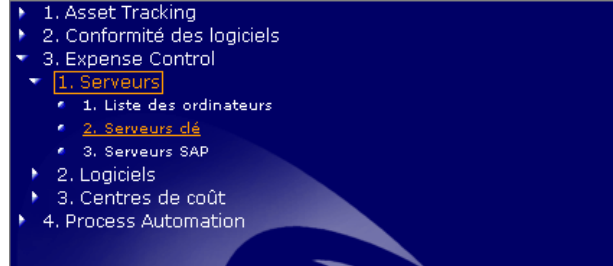 1. Asset Tracking
2. Conformité des logiciels
3. Expense Control
1. Serveurs
1. Liste des ordinateurs
2. Serveurs clé
3. Serveurs SAP
2. Logiciels
3. Centres de coût
4. Process Automation